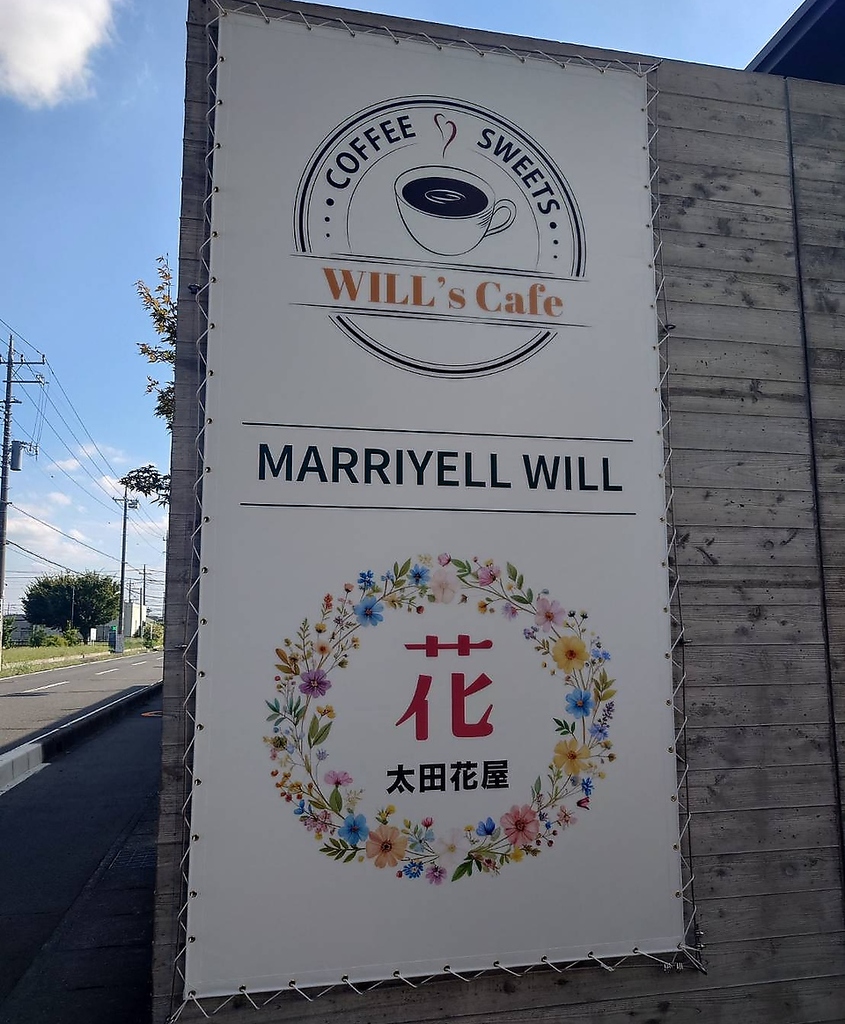 COFFEE SWEETS
WILL's Cafe
MARRIYELL WILL
花
太田花屋